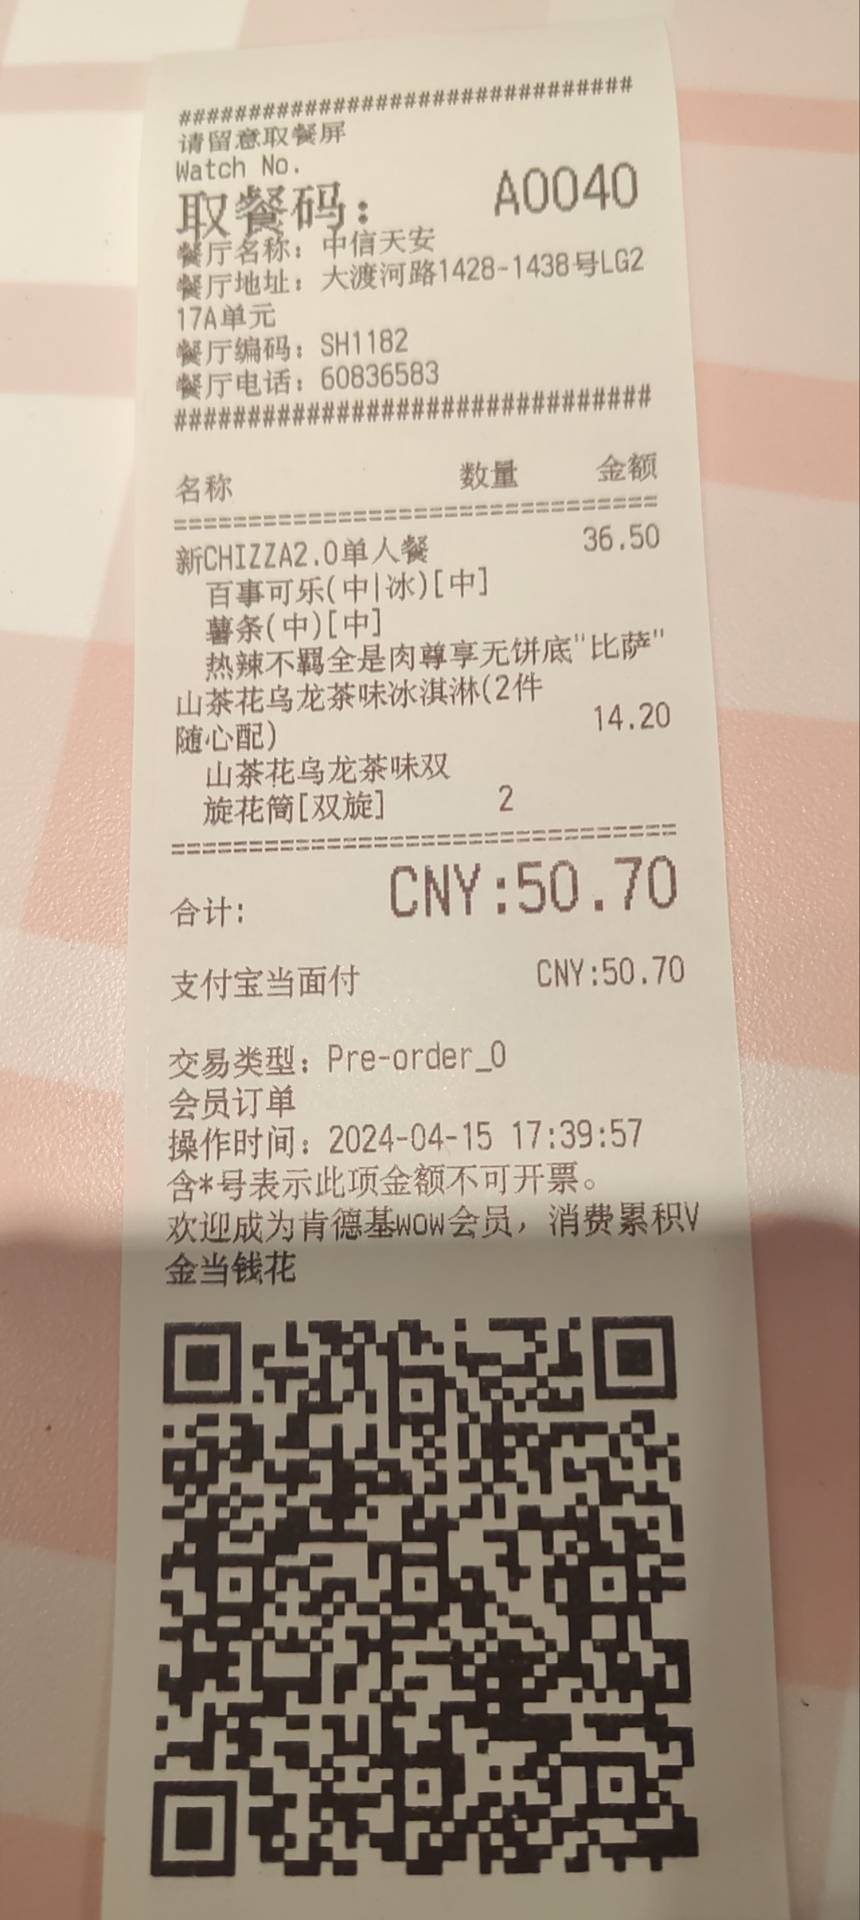 ################################
请留意取餐屏
Watch No.
取餐码： A0040
餐厅名称：中信天安
餐厅地址：大渡河路1428-1438号LG2
17A单元
餐厅编码：SH1182
餐厅电话：60836583
################################
名称 数量 金额
================================
新CHIZZA2.0单人餐 36.50
百事可乐(中|冰)[中]
薯条(中)[中]
热辣不羁全是肉尊享无饼底"比萨"
山茶花乌龙茶味冰淇淋(2件
随心配) 14.20
山茶花乌龙茶味双
旋花筒[双旋] 2
================================
合计: CNY:50.70
支付宝当面付 CNY:50.70
交易类型：Pre-order_0
会员订单
操作时间：2024-04-15 17:39:57
含*号表示此项金额不可开票。
欢迎成为肯德基wow会员，消费累积V
金当钱花